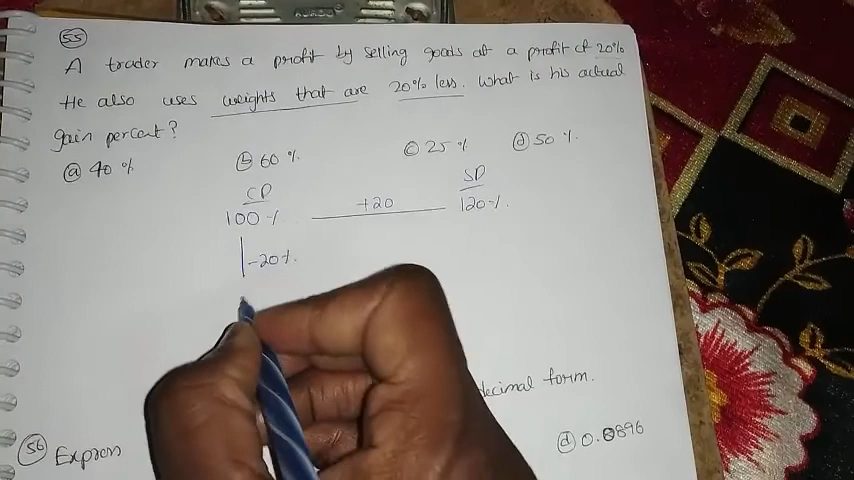 55
A trader makes a profit by selling goods at a profit of 20%
He also uses weights that are 20% less. What is his actual
gain percent?
(a) 40 % (b) 60 %. (c) 25 % (d) 50 %.
CP SP
100 % +20 120 %.
-20 %.
decimal form.
56 Express
(d) 0.0896